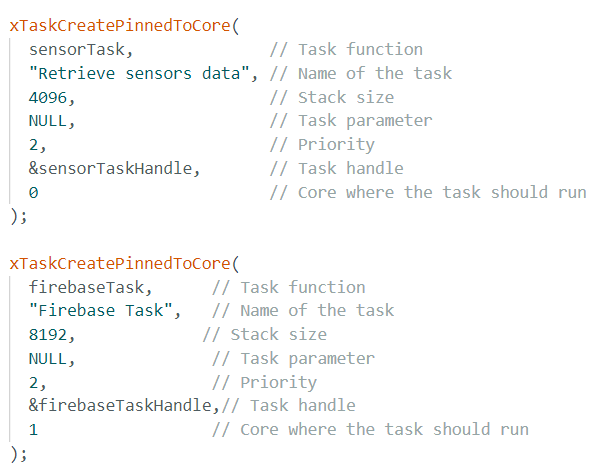 xTaskCreatePinnedToCore(
  sensorTask,              // Task function
  "Retrieve sensors data", // Name of the task
  4096,                    // Stack size
  NULL,                    // Task parameter
  2,                       // Priority
  &sensorTaskHandle,       // Task handle
  0                        // Core where the task should run
);

xTaskCreatePinnedToCore(
  firebaseTask,      // Task function
  "Firebase Task",   // Name of the task
  8192,             // Stack size
  NULL,              // Task parameter
  2,                 // Priority
  &firebaseTaskHandle,// Task handle
  1                  // Core where the task should run
);